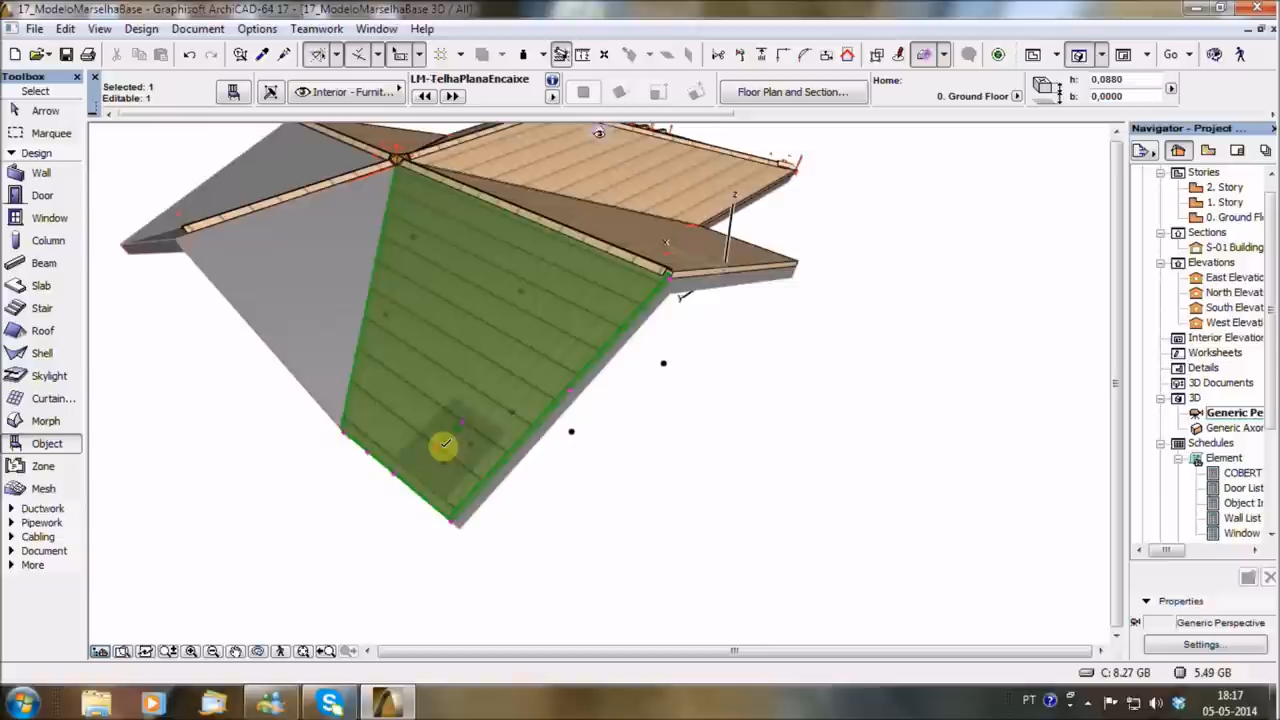 17_ModeloMarselhaBase - Graphisoft ArchiCAD-64 17 - [17_ModeloMarselhaBase 3D / All]
File Edit View Design Document Options Teamwork Window Help
Go
Toolbox
Select
Arrow
Marquee
Design
Wall
Door
Window
Column
Beam
Slab
Stair
Roof
Shell
Skylight
Curtain...
Morph
Object
Zone
Mesh
Ductwork
Pipework
Cabling
Document
More
Selected: 1
Editable: 1
Interior - Furnit...
LM-TelhaPlanaEncaixe
Floor Plan and Section...
Home:
0. Ground Floor
h: 0,0880
b: 0,0000
z
x
y
Navigator - Project ...
Stories
2. Story
1. Story
0. Ground Fl
Sections
S-01 Building
Elevations
East Elevatio
North Elevat
South Elevat
West Elevati
Interior Elevation
Worksheets
Details
3D Documents
3D
Generic Pe
Generic Axon
Schedules
Element
COBERT
Door List
Object In
Wall List
Window
Properties
Generic Perspective
Settings...
C: 8.27 GB
5.49 GB
PT
18:17
05-05-2014